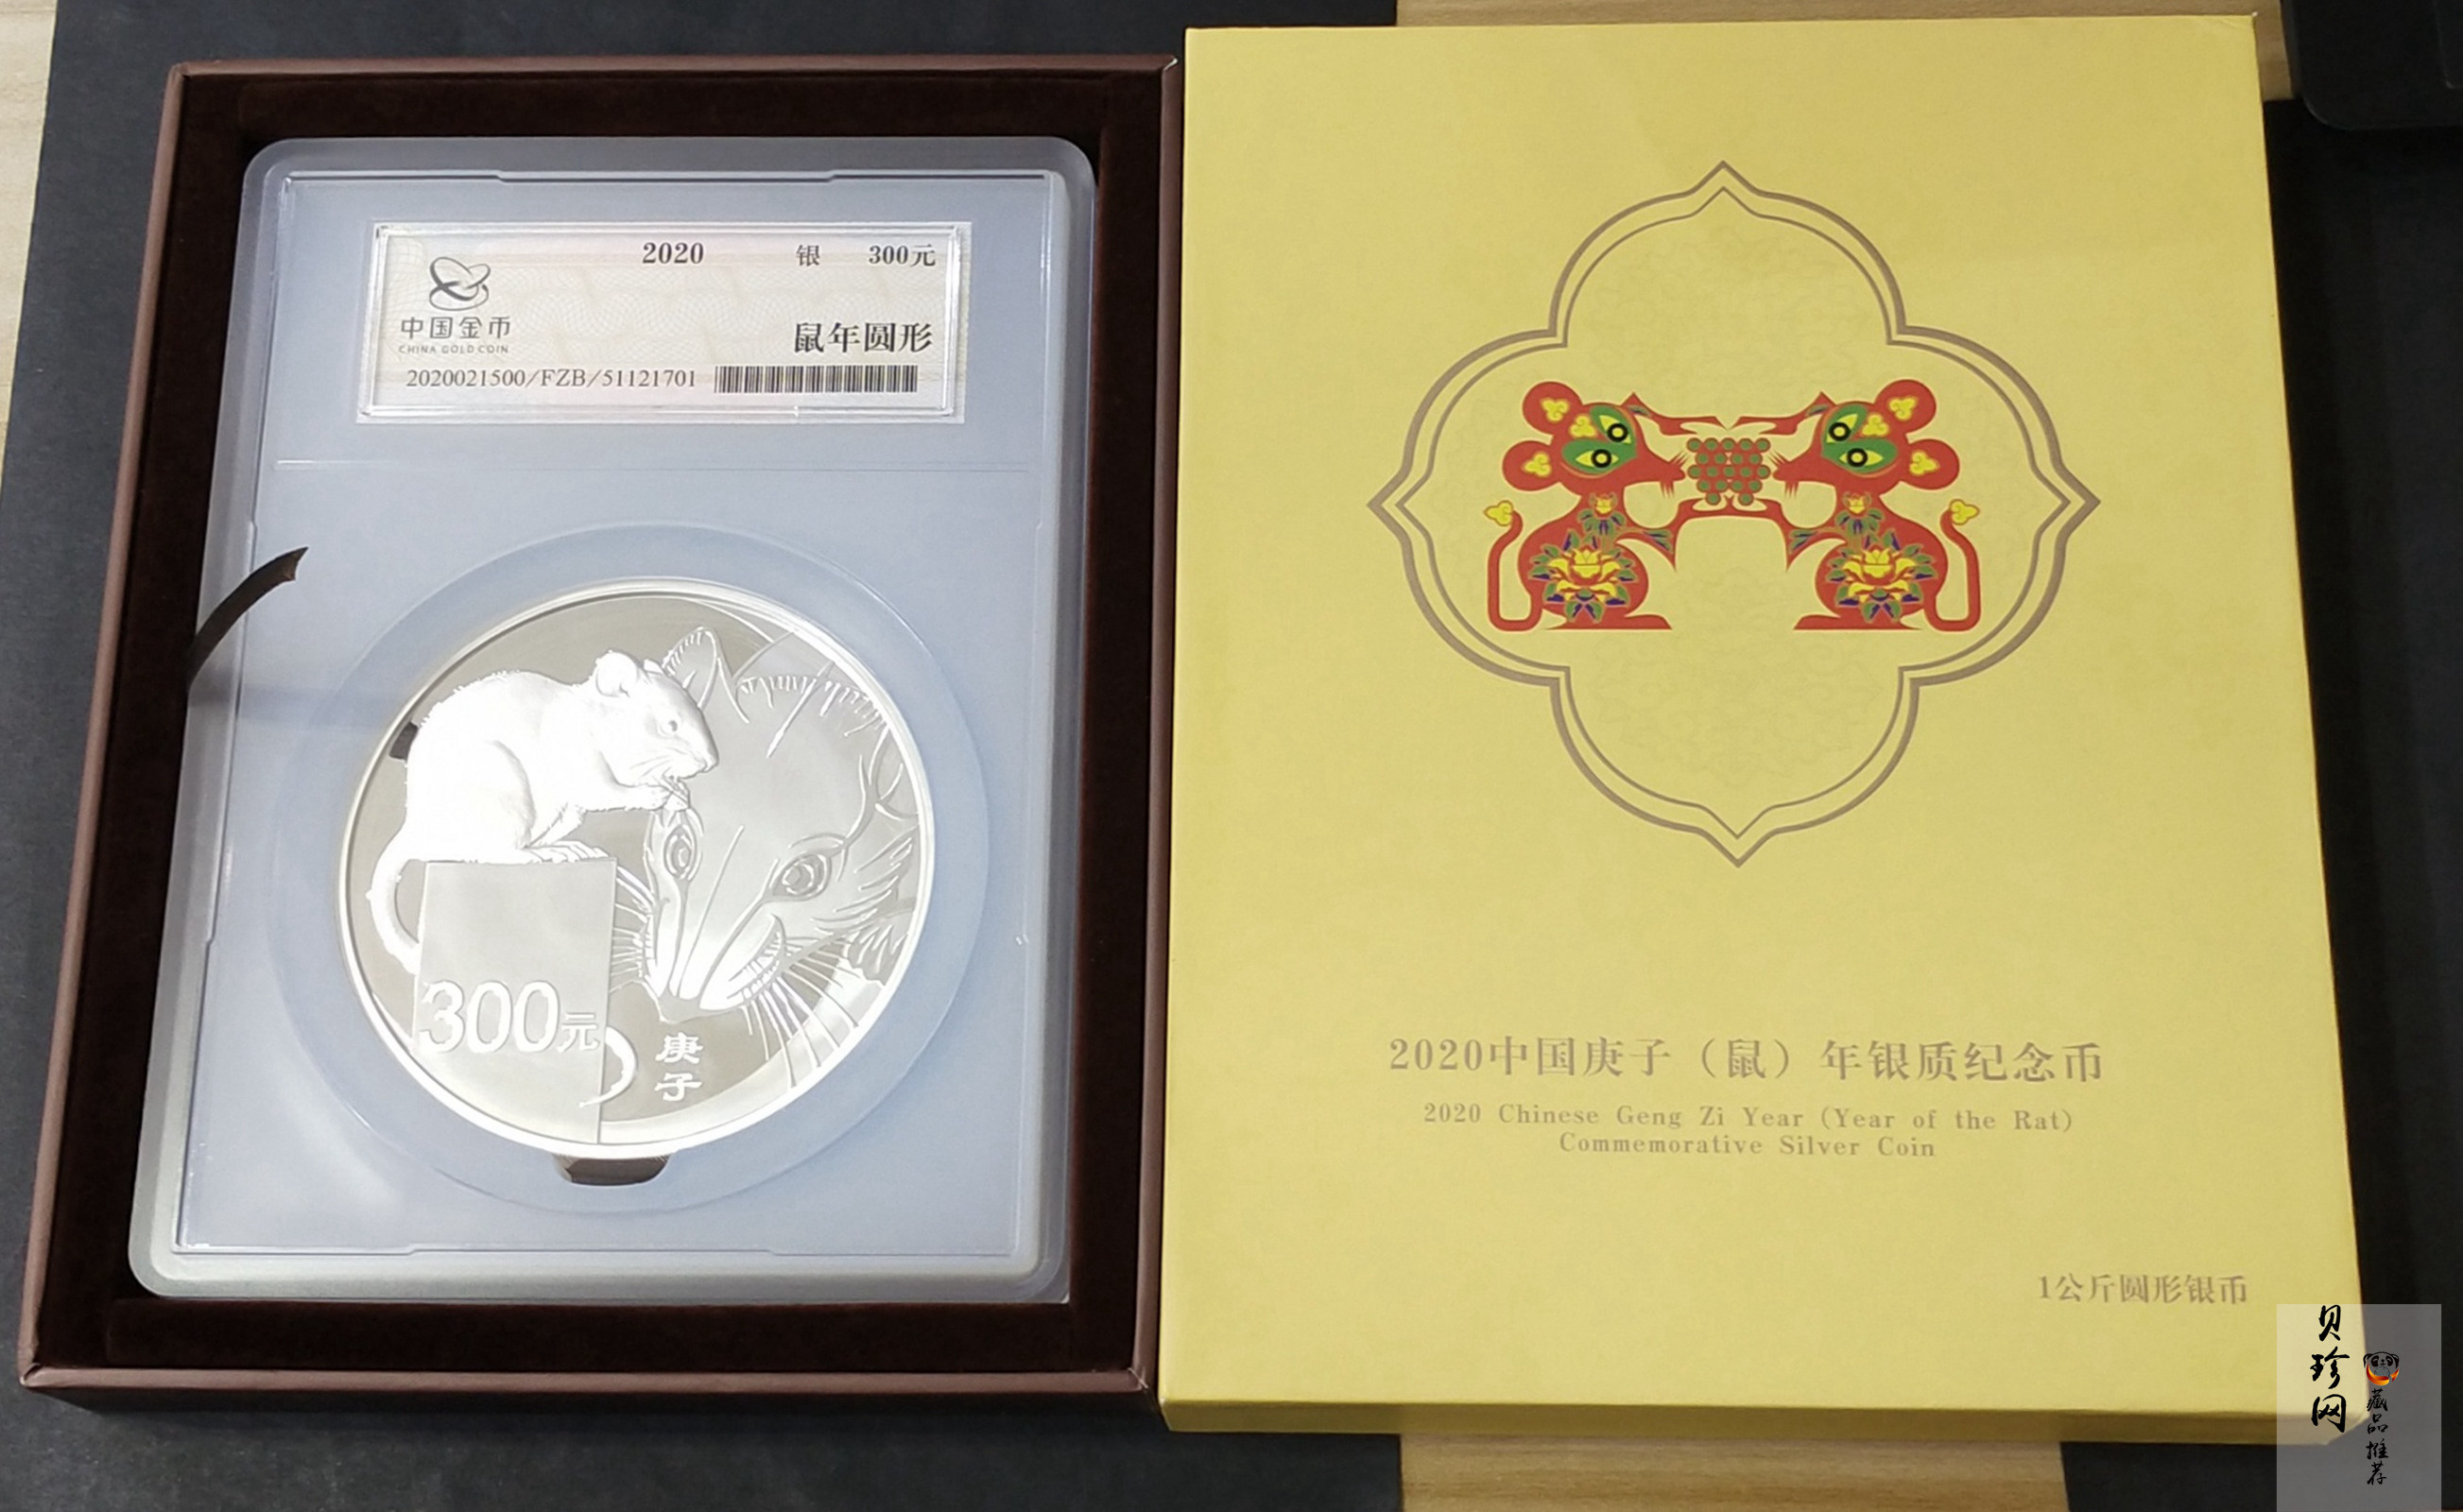 2020 银 300元
中国金币
CHINA GOLD COIN
鼠年圆形
2020021500/FZB/51121701
300元
庚子
2020中国庚子（鼠）年银质纪念币
2020 Chinese Geng Zi Year (Year of the Rat)
Commemorative Silver Coin
1公斤圆形银币
贝珍网
藏品推荐